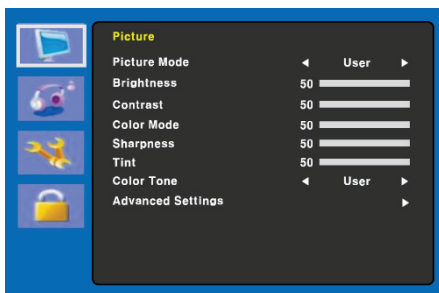 Picture
Picture Mode User
Brightness 50
Contrast 50
Color Mode 50
Sharpness 50
Tint 50
Color Tone User
Advanced Settings